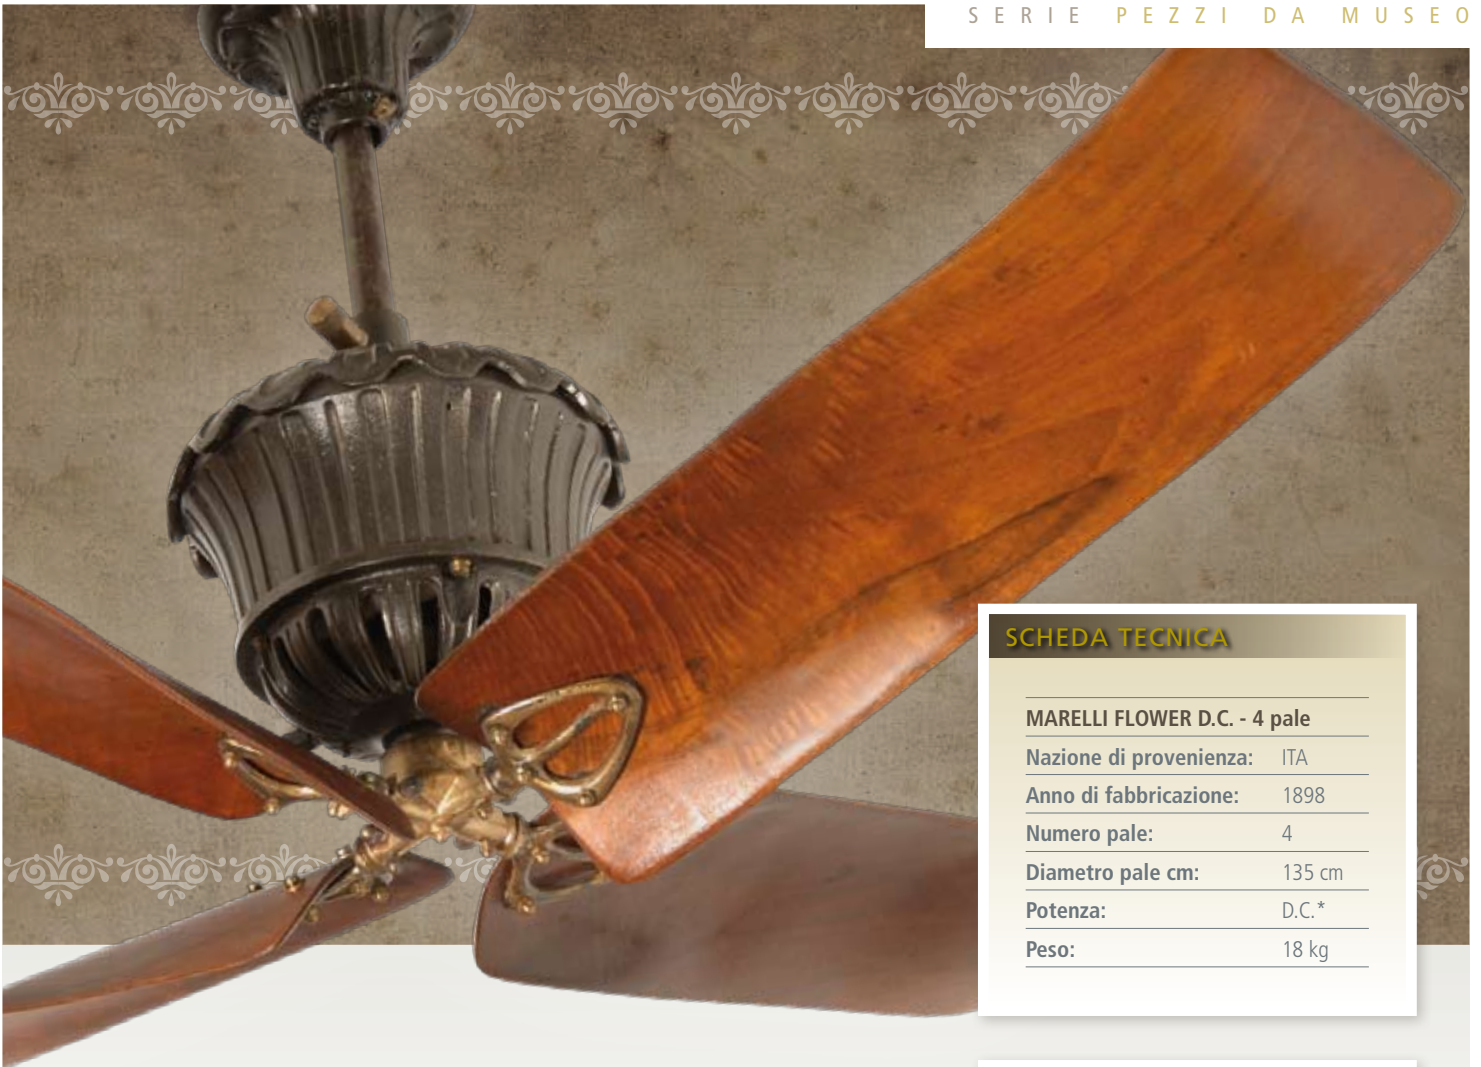 SERIE PEZZI DA MUSEO
SCHEDA TECNICA
MARELLI FLOWER D.C. - 4 pale
Nazione di provenienza: ITA
Anno di fabbricazione: 1898
Numero pale: 4
Diametro pale cm: 135 cm
Potenza: D.C.*
Peso: 18 kg